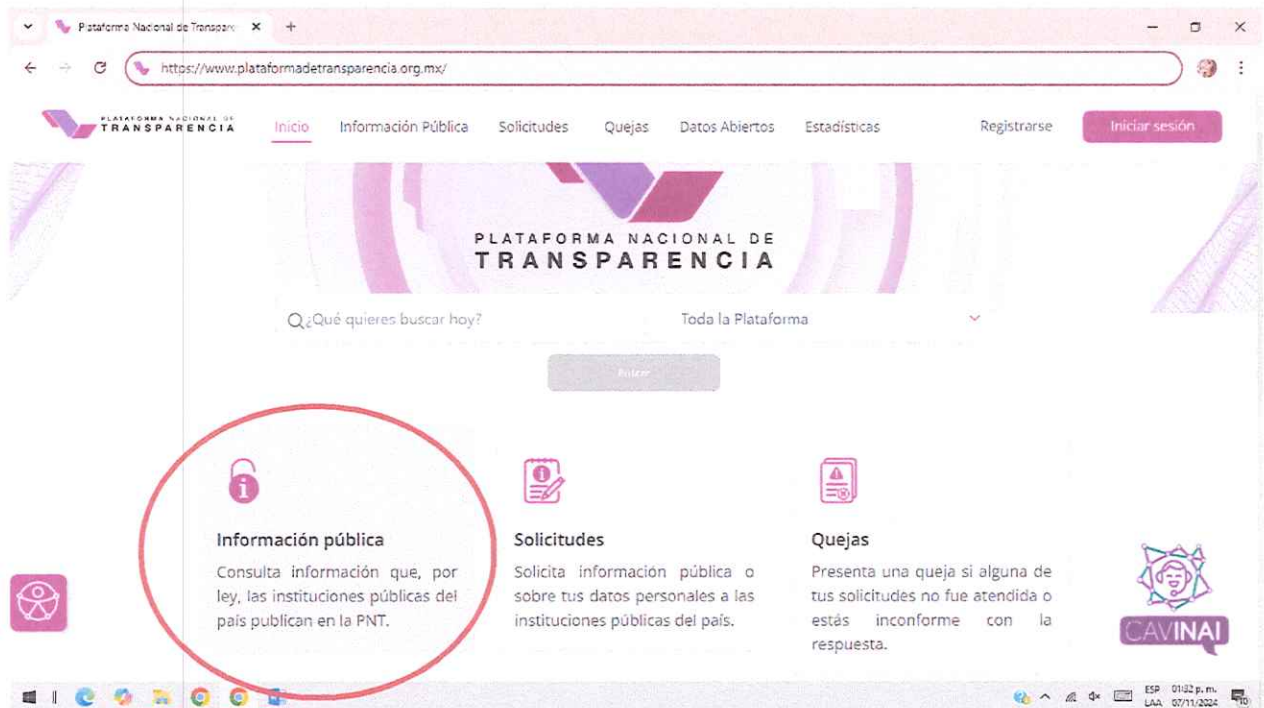 Plataforma Nacional de Transpare
https://www.plataformadetransparencia.org.mx/
PLATAFORMA NACIONAL DE
TRANSPARENCIA
Inicio
Información Pública
Solicitudes
Quejas
Datos Abiertos
Estadísticas
Registrarse
Iniciar sesión
PLATAFORMA NACIONAL DE
TRANSPARENCIA
¿Qué quieres buscar hoy?
Toda la Plataforma
Información pública
Consulta información que, por
ley, las instituciones públicas del
país publican en la PNT.
Solicitudes
Solicita información pública o
sobre tus datos personales a las
instituciones públicas del país.
Quejas
Presenta una queja si alguna de
tus solicitudes no fue atendida o
estás inconforme con la
respuesta.
CAVINAI
ESP 01:32 p. m.
LAA 07/11/2024